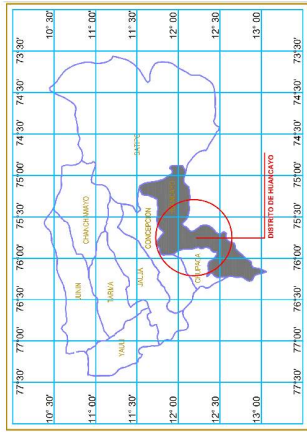 77°30' 77°00' 76°30' 76°00' 75°30' 75°00' 74°30' 74°00' 73°30'
10° 30' 10° 30'
JUNIN
11° 00' 11° 00'
CHANCHAMAYO
TARMA
YAULI
11° 30' 11° 30'
SATIPO
JAUJA
CONCEPCION
12° 00' 12° 00'
CHUPACA
12° 30' 12° 30'
13° 00' 13° 00'
DISTRITO DE HUANCAYO
77°30' 77°00' 76°30' 76°00' 75°30' 75°00' 74°30' 74°00' 73°30'